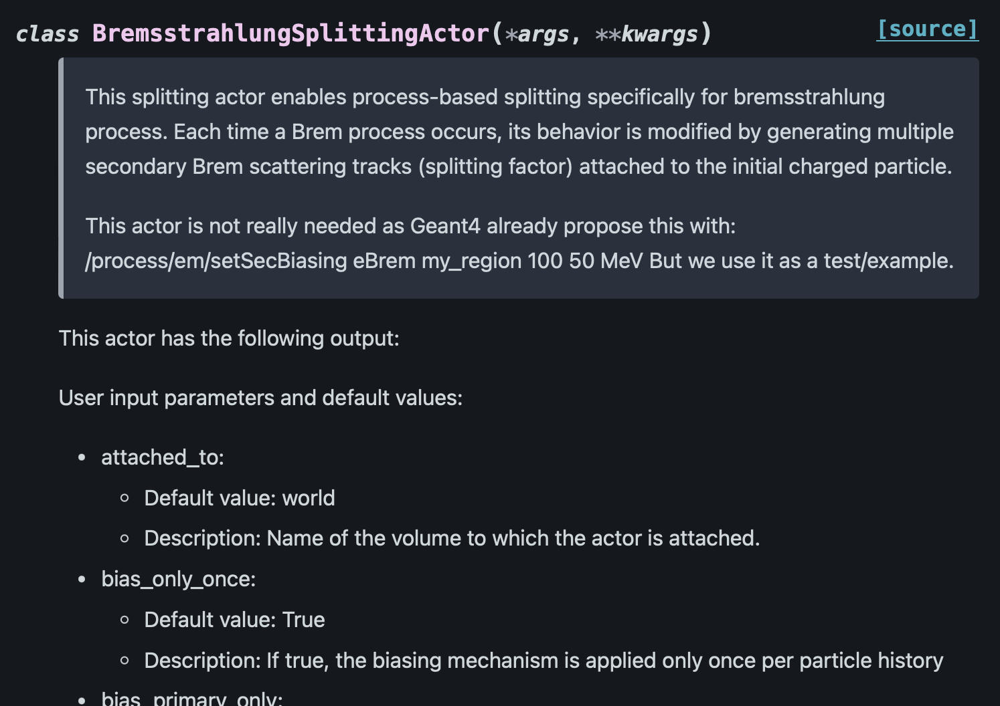 class BremsstrahlungSplittingActor(*args, **kwargs) [source]
This splitting actor enables process-based splitting specifically for bremsstrahlung
process. Each time a Brem process occurs, its behavior is modified by generating multiple
secondary Brem scattering tracks (splitting factor) attached to the initial charged particle.
This actor is not really needed as Geant4 already propose this with:
/process/em/setSecBiasing eBrem my_region 100 50 MeV But we use it as a test/example.
This actor has the following output:
User input parameters and default values:
• attached_to:
◦ Default value: world
◦ Description: Name of the volume to which the actor is attached.
• bias_only_once:
◦ Default value: True
◦ Description: If true, the biasing mechanism is applied only once per particle history
• bias_primary_only: